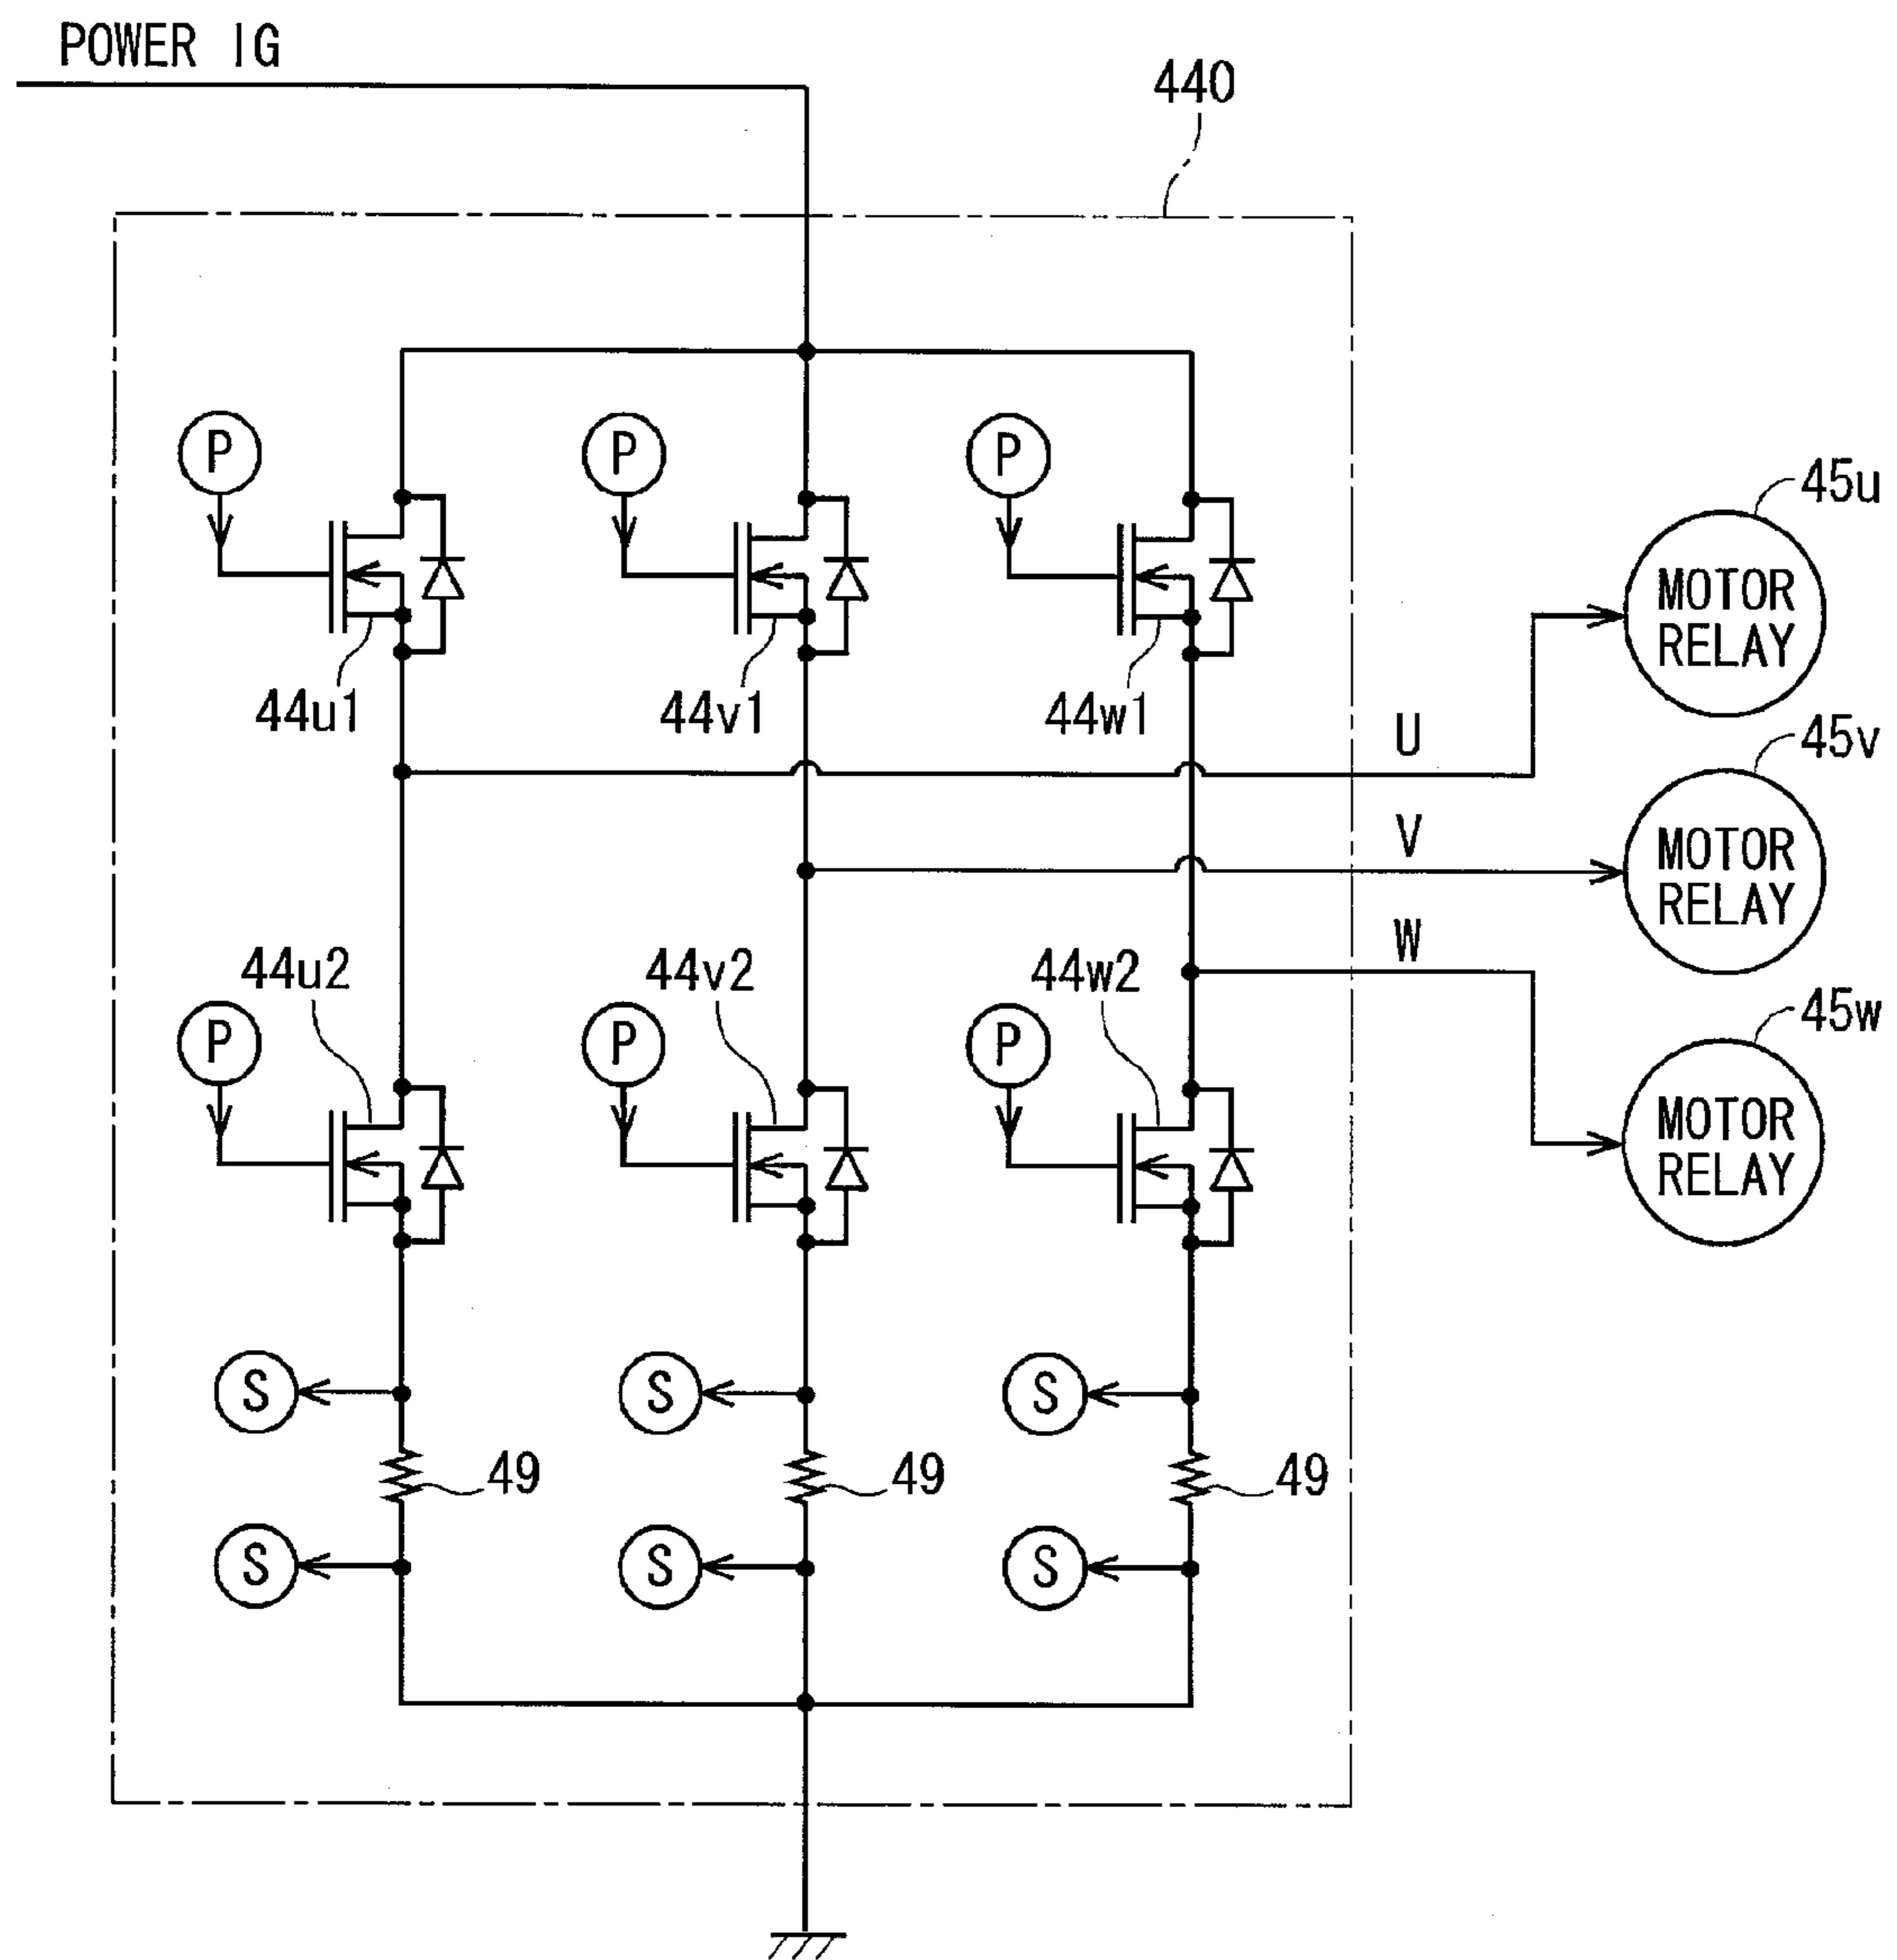 POWER IG
440
P
P
P
45u
MOTOR
RELAY
44u1
44v1
44w1
U
45v
V
MOTOR
RELAY
W
44u2
44v2
44w2
45w
P
P
P
MOTOR
RELAY
S
S
S
49
49
49
S
S
S